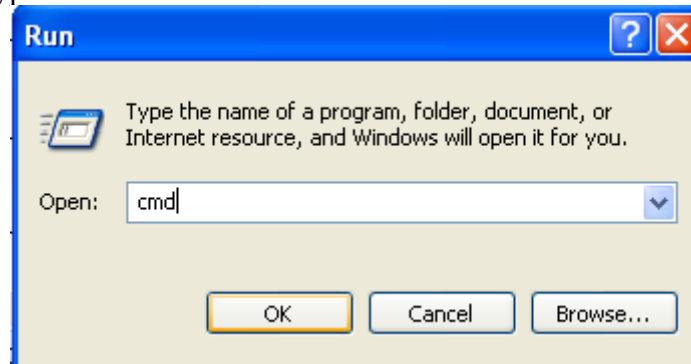 Run
Type the name of a program, folder, document, or
Internet resource, and Windows will open it for you.
Open: cmd
OK Cancel Browse...